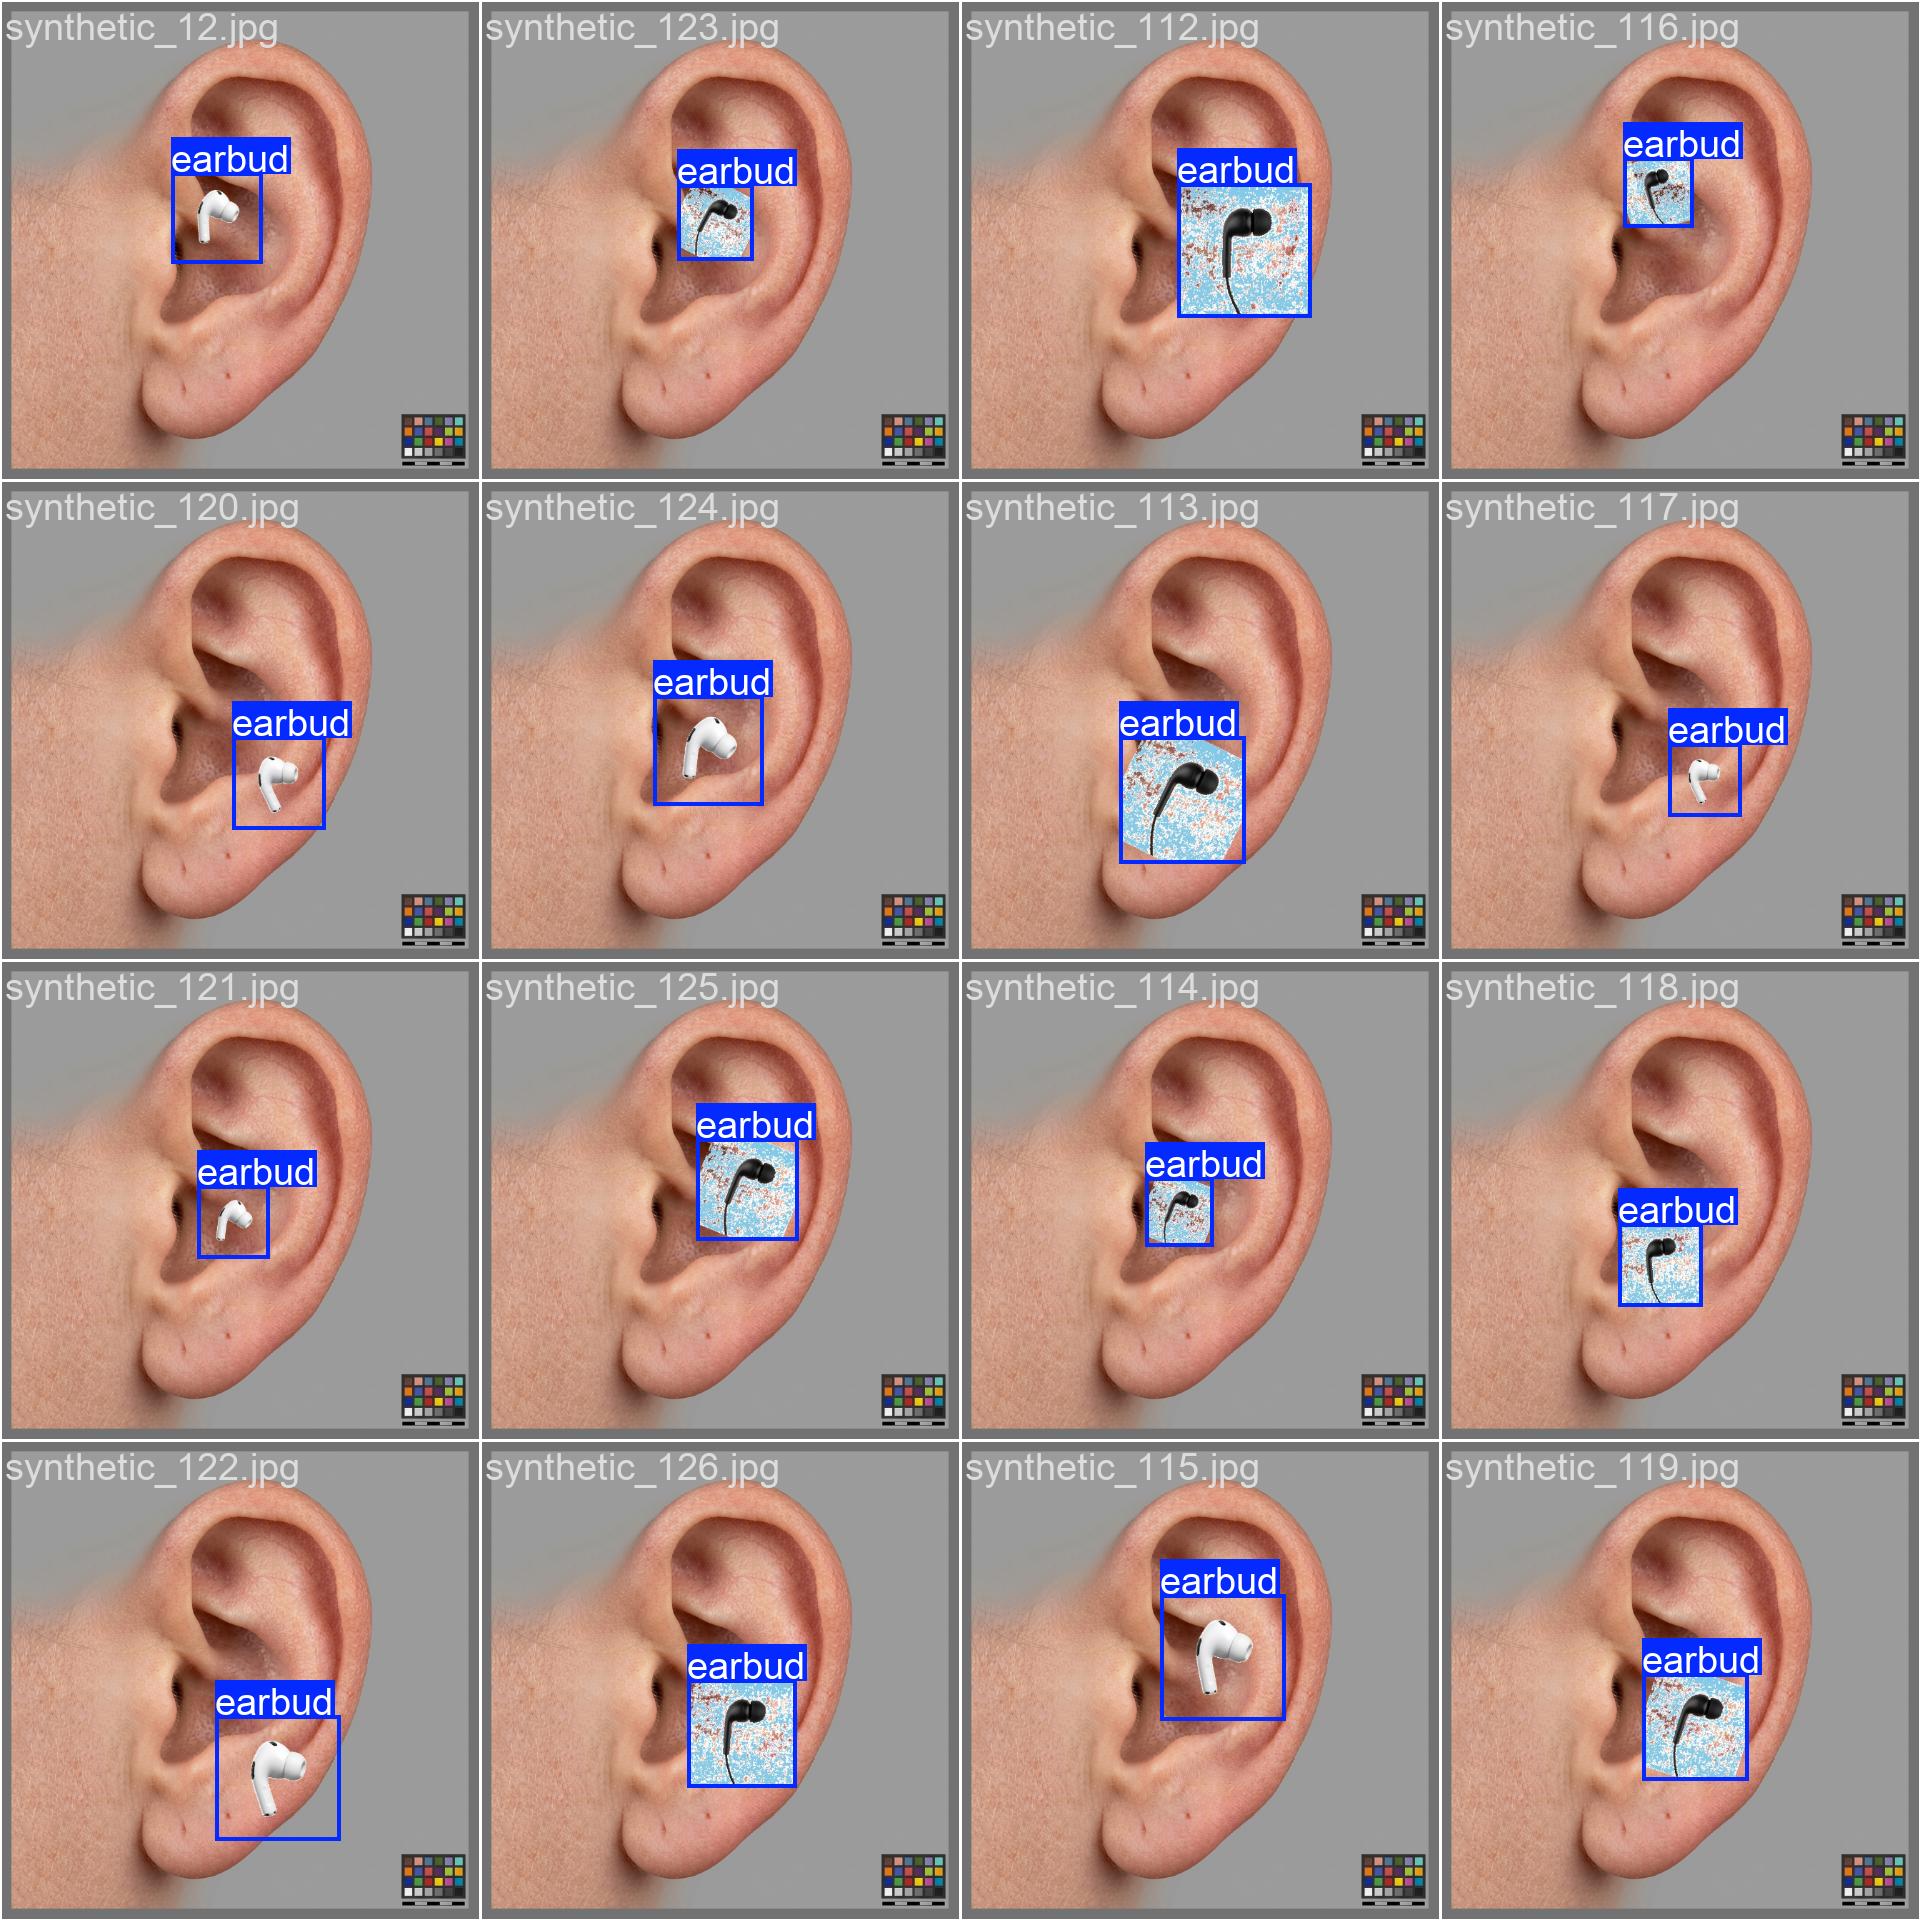 synthetic_12.jpg
earbud
synthetic_123.jpg
earbud
synthetic_112.jpg
earbud
synthetic_116.jpg
earbud
synthetic_120.jpg
earbud
synthetic_124.jpg
earbud
synthetic_113.jpg
earbud
synthetic_117.jpg
earbud
synthetic_121.jpg
earbud
synthetic_125.jpg
earbud
synthetic_114.jpg
earbud
synthetic_118.jpg
earbud
synthetic_122.jpg
earbud
synthetic_126.jpg
earbud
synthetic_115.jpg
earbud
synthetic_119.jpg
earbud